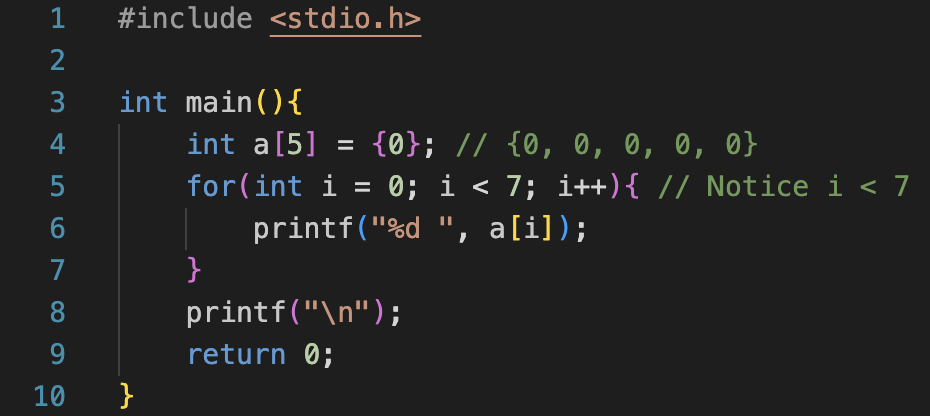 1 #include <stdio.h>
2
3 int main(){
4 int a[5] = {0}; // {0, 0, 0, 0, 0}
5 for(int i = 0; i < 7; i++){ // Notice i < 7
6 printf("%d ", a[i]);
7 }
8 printf("\n");
9 return 0;
10 }